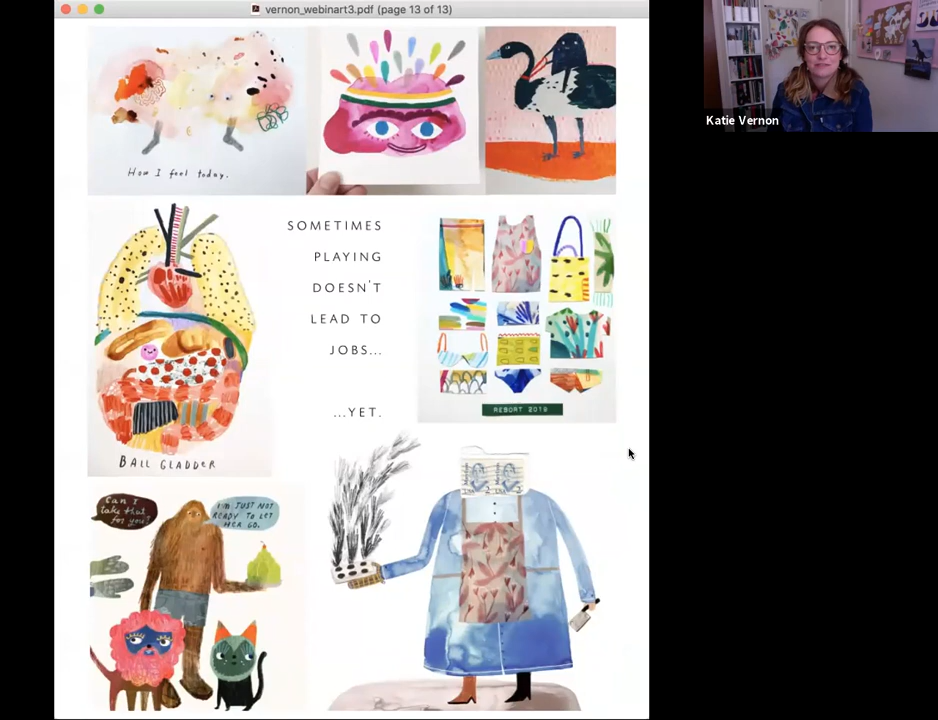 vernon_webinart3.pdf (page 13 of 13)
Katie Vernon
How I feel today.
SOMETIMES
PLAYING
DOESN'T
LEAD TO
JOBS...
...YET.
RESORT 2019
BALL GLADDER
Can I
take that
for you?
I'm JUST NOT
READY TO LET
HER GO.